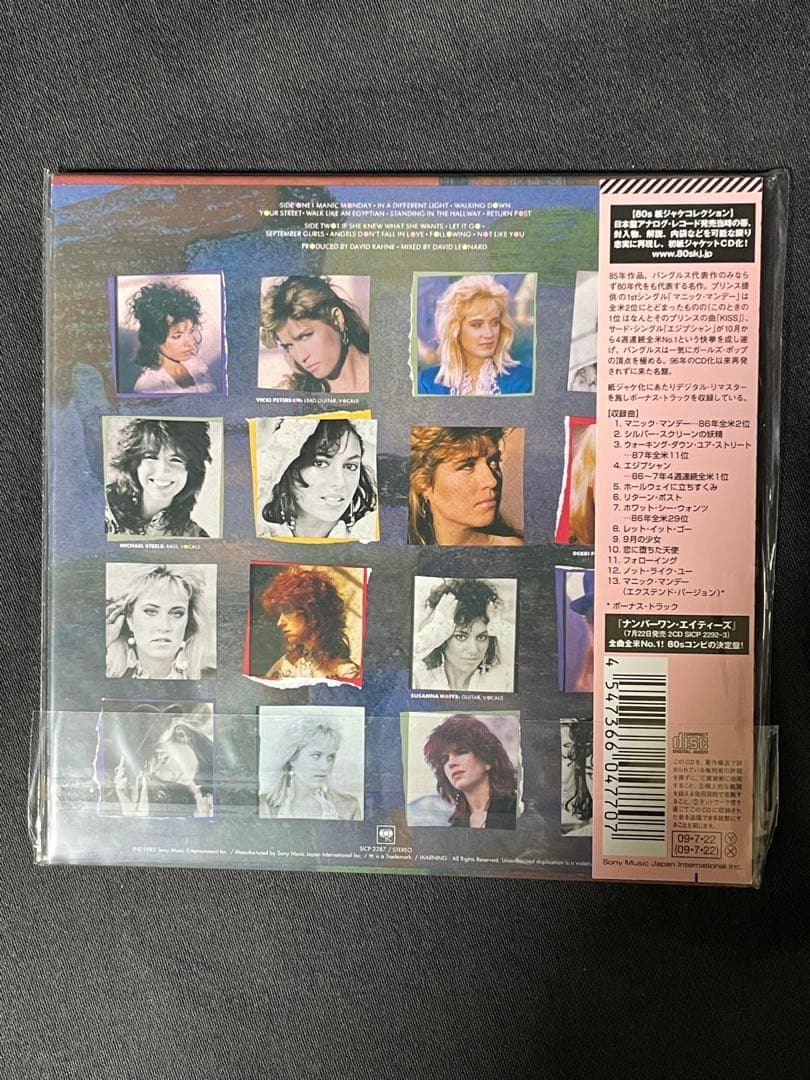 SIDE ONE: MANIC MONDAY • IN A DIFFERENT LIGHT • WALKING DOWN
YOUR STREET • WALK LIKE AN EGYPTIAN • STANDING IN THE HALLWAY • RETURN POST
SIDE TWO: IF SHE KNEW WHAT SHE WANTS • LET IT GO •
SEPTEMBER GURLS • ANGELS DON'T FALL IN LOVE • FOLLOWING • NOT LIKE YOU
PRODUCED BY DAVID KAHNE • MIXED BY DAVID LEONARD
VICKI PETERSON: LEAD GUITAR, VOCALS
MICHAEL STEELE: BASS, VOCALS
DEBBI P
SUSANNA HOFFS: GUITAR, VOCALS
SICP 2287 / STEREO
℗© 1985 Sony Music Entertainment Inc. / Manufactured by Sony Music Japan International Inc. / is a Trademark. / WARNING : All Rights Reserved. Unauthorized duplication is a
【80s 紙ジャケコレクション】
日本盤アナログ・レコード発売当時の帯、
封入物、解説、内袋などを可能な限り
忠実に再現し、初紙ジャケットCD化!
www.80skj.jp
85年作品。バングルス代表作のみなら
ず80年代をも代表する名作。プリンス提
供の1stシングル「マニック・マンデー」は
全米2位にとどまったものの(このときの
1位はなんとそのプリンスの曲「KISS」)、
サード・シングル「エジプシャン」が10月か
ら4週連続全米No.1という快挙を成し遂
げ、バングルスは一気にガールズ・ポップ
の頂点を極める。96年のCD化以来再発
されずに来た名盤。
紙ジャケ化にあたりデジタル・リマスター
を施しボーナス・トラックを収録している。
[収録曲]
1. マニック・マンデー…86年全米2位
2. シルバー・スクリーンの妖精
3. ウォーキング・ダウン・ユア・ストリート
…87年全米11位
4. エジプシャン
…86〜7年4週連続全米1位
5. ホールウェイに立ちすくみ
6. リターン・ポスト
7. ホワット・シー・ウォンツ
…86年全米29位
8. レット・イット・ゴー
9. 9月の少女
10. 恋に堕ちた天使
11. フォローイング
12. ノット・ライク・ユー
13. マニック・マンデー
(エクステンド・バージョン)*
* ボーナス・トラック
「ナンバーワン・エイティーズ」
(7月22日発売 2CD SICP 2292-3)
全曲全米No.1! 80sコンピの決定盤!
4 547366 047707
COMPACT
disc
DIGITAL AUDIO
09・7・22 Y
(09・7・22) X
Sony Music Japan International Inc.